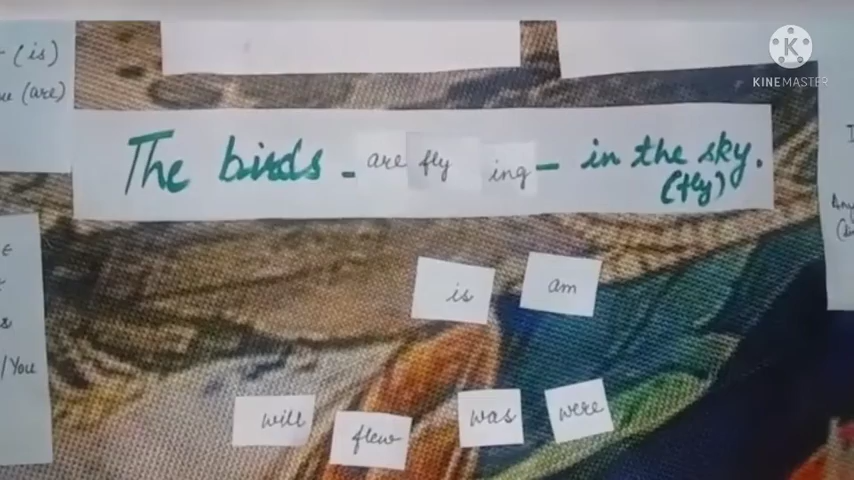 (is)
(are)
K
KINEMASTER
The birds - are fly ing - in the sky.
(fly)
is am
will flew was were
/You